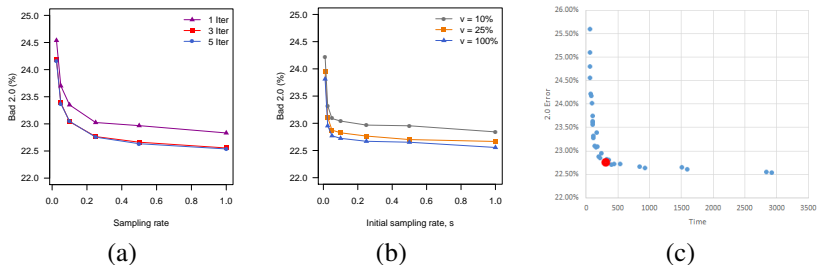 25.0
24.5
24.0
23.5
23.0
22.5
22.0
Bad 2.0 (%)
1 Iter
3 Iter
5 Iter
0.0 0.2 0.4 0.6 0.8 1.0
Sampling rate
(a)
25.0
24.5
24.0
23.5
23.0
22.5
22.0
Bad 2.0 (%)
v = 10%
v = 25%
v = 100%
0.0 0.2 0.4 0.6 0.8 1.0
Initial sampling rate, s
(b)
26.00%
25.50%
25.00%
24.50%
24.00%
23.50%
23.00%
22.50%
22.00%
2.0 Error
0 500 1000 1500 2000 2500 3000 3500
Time
(c)